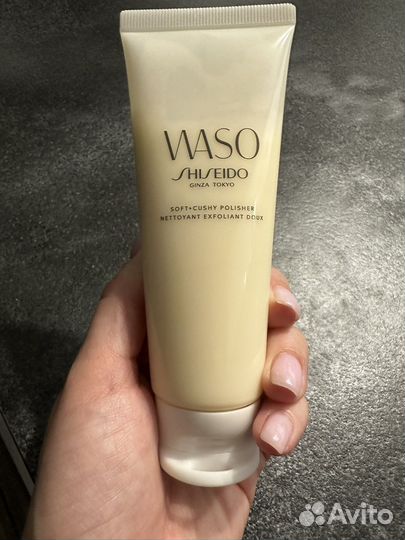 WASO
SHISEIDO
GINZA TOKYO
SOFT+CUSHY POLISHER
NETTOYANT EXFOLIANT DOUX
Avito